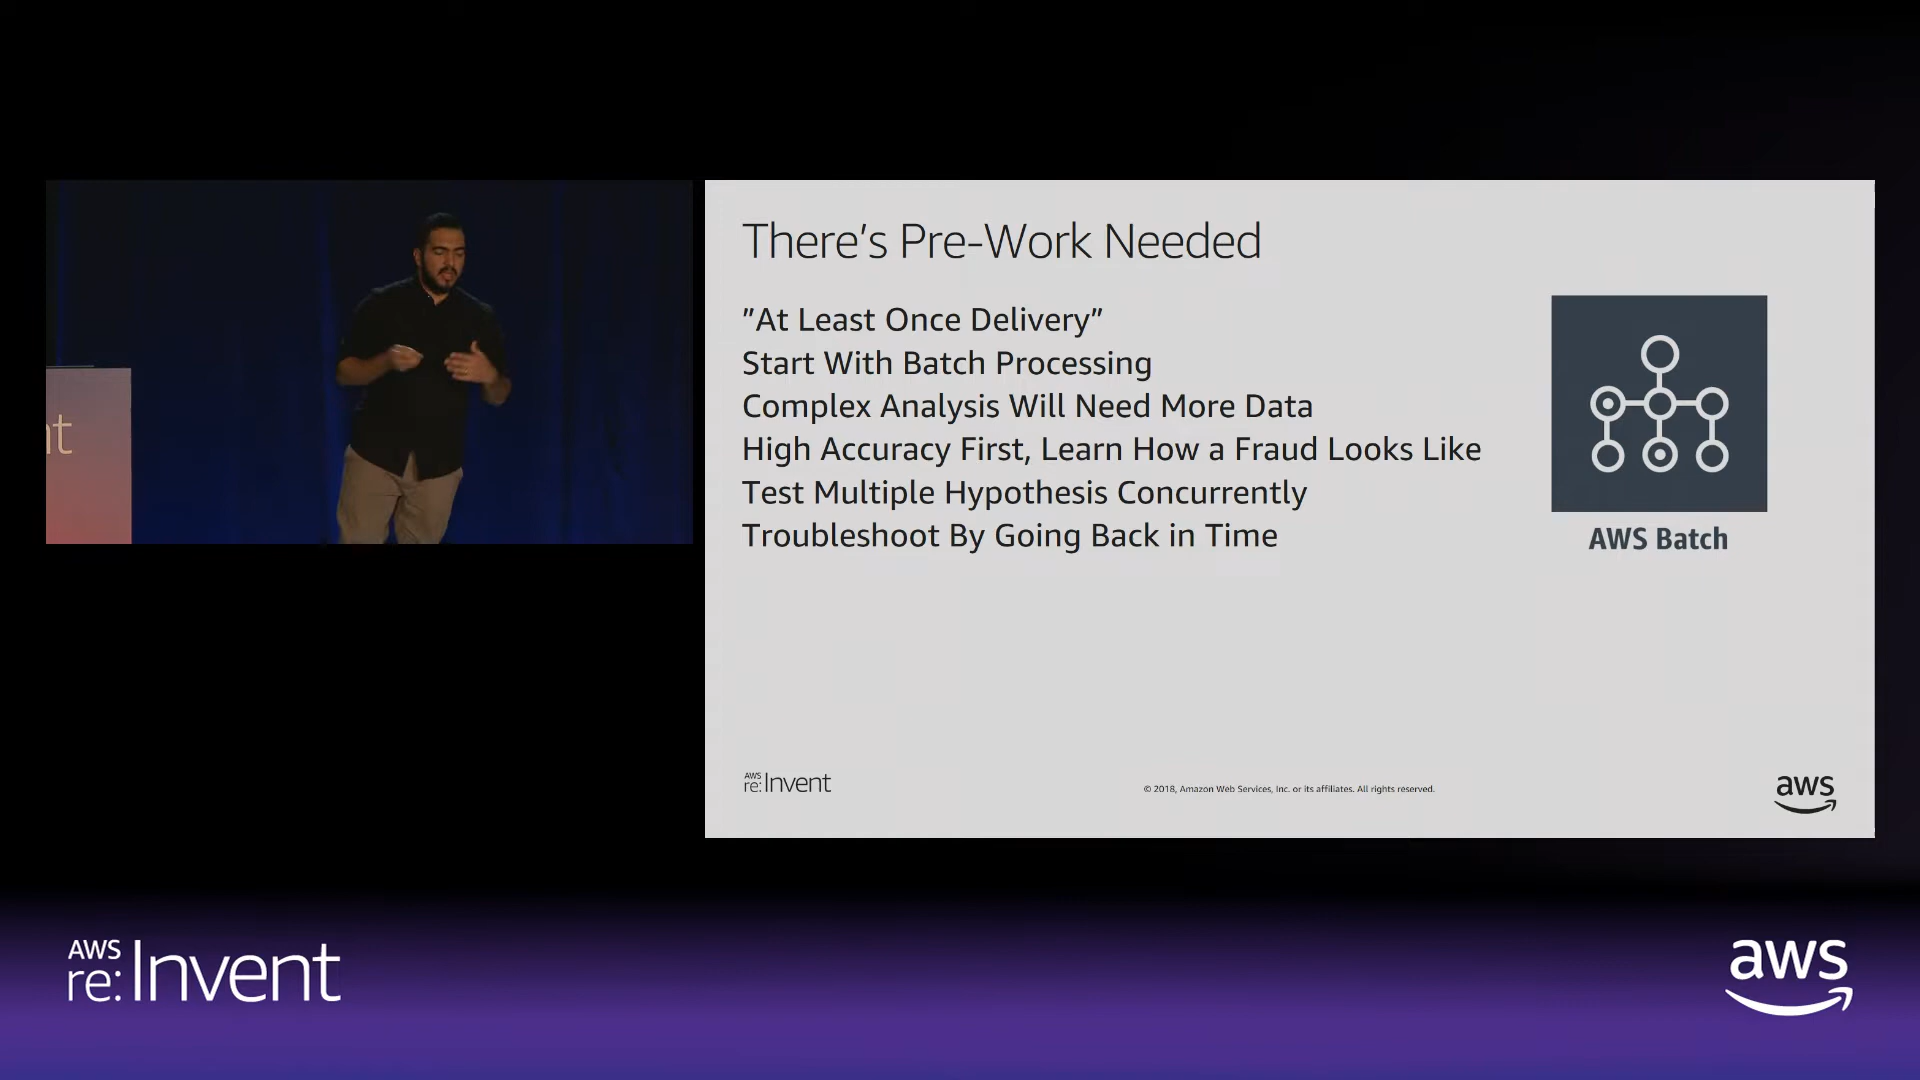 nt
There's Pre-Work Needed
"At Least Once Delivery"
Start With Batch Processing
Complex Analysis Will Need More Data
High Accuracy First, Learn How a Fraud Looks Like
Test Multiple Hypothesis Concurrently
Troubleshoot By Going Back in Time
AWS Batch
AWS
re:Invent
© 2018, Amazon Web Services, Inc. or its affiliates. All rights reserved.
aws
AWS
re:Invent
aws